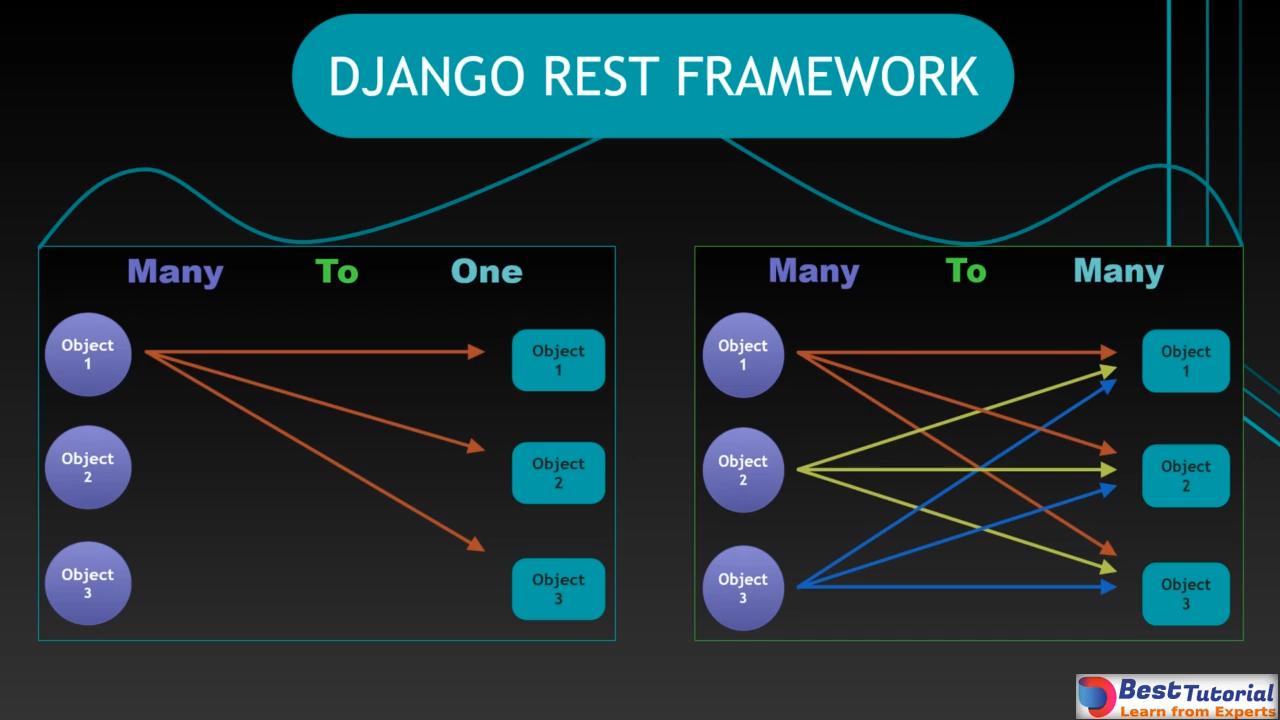 DJANGO REST FRAMEWORK
Many To One
Object
1
Object
1
Object
2
Object
2
Object
3
Object
3
Many To Many
Object
1
Object
1
Object
2
Object
2
Object
3
Object
3
BestTutorial
Learn from Experts